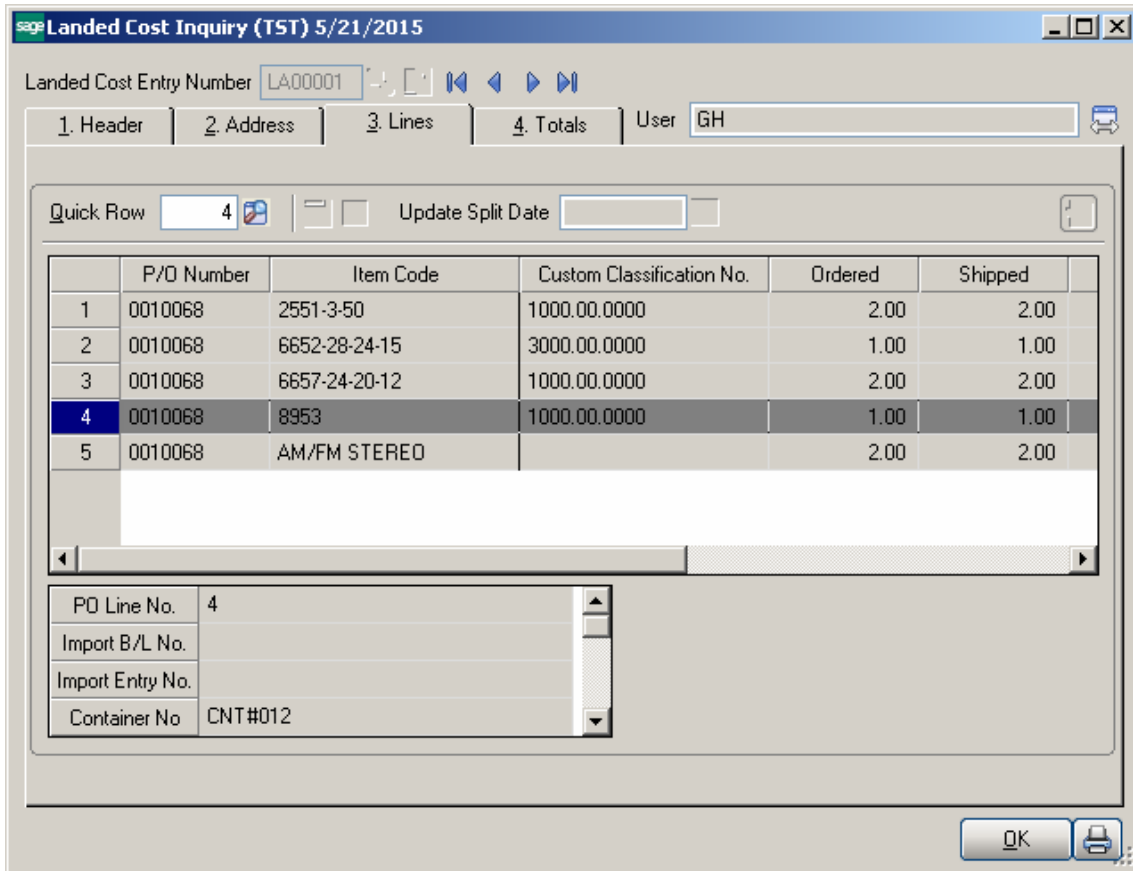 sage Landed Cost Inquiry (TST) 5/21/2015
Landed Cost Entry Number LA00001
1. Header 2. Address 3. Lines 4. Totals User GH
Quick Row 4 Update Split Date
P/O Number Item Code Custom Classification No. Ordered Shipped
1 0010068 2551-3-50 1000.00.0000 2.00 2.00
2 0010068 6652-28-24-15 3000.00.0000 1.00 1.00
3 0010068 6657-24-20-12 1000.00.0000 2.00 2.00
4 0010068 8953 1000.00.0000 1.00 1.00
5 0010068 AM/FM STEREO 2.00 2.00
PO Line No. 4
Import B/L No.
Import Entry No.
Container No CNT#012
OK